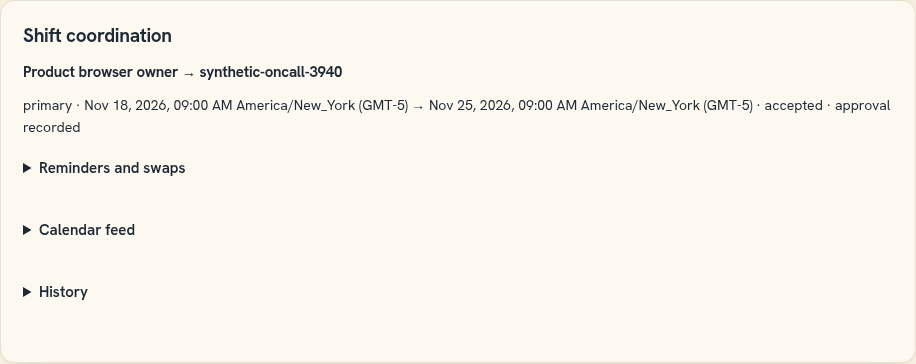 Shift coordination
Product browser owner → synthetic-oncall-3940
primary · Nov 18, 2026, 09:00 AM America/New_York (GMT-5) → Nov 25, 2026, 09:00 AM America/New_York (GMT-5) · accepted · approval
recorded
▶ Reminders and swaps
▶ Calendar feed
▶ History